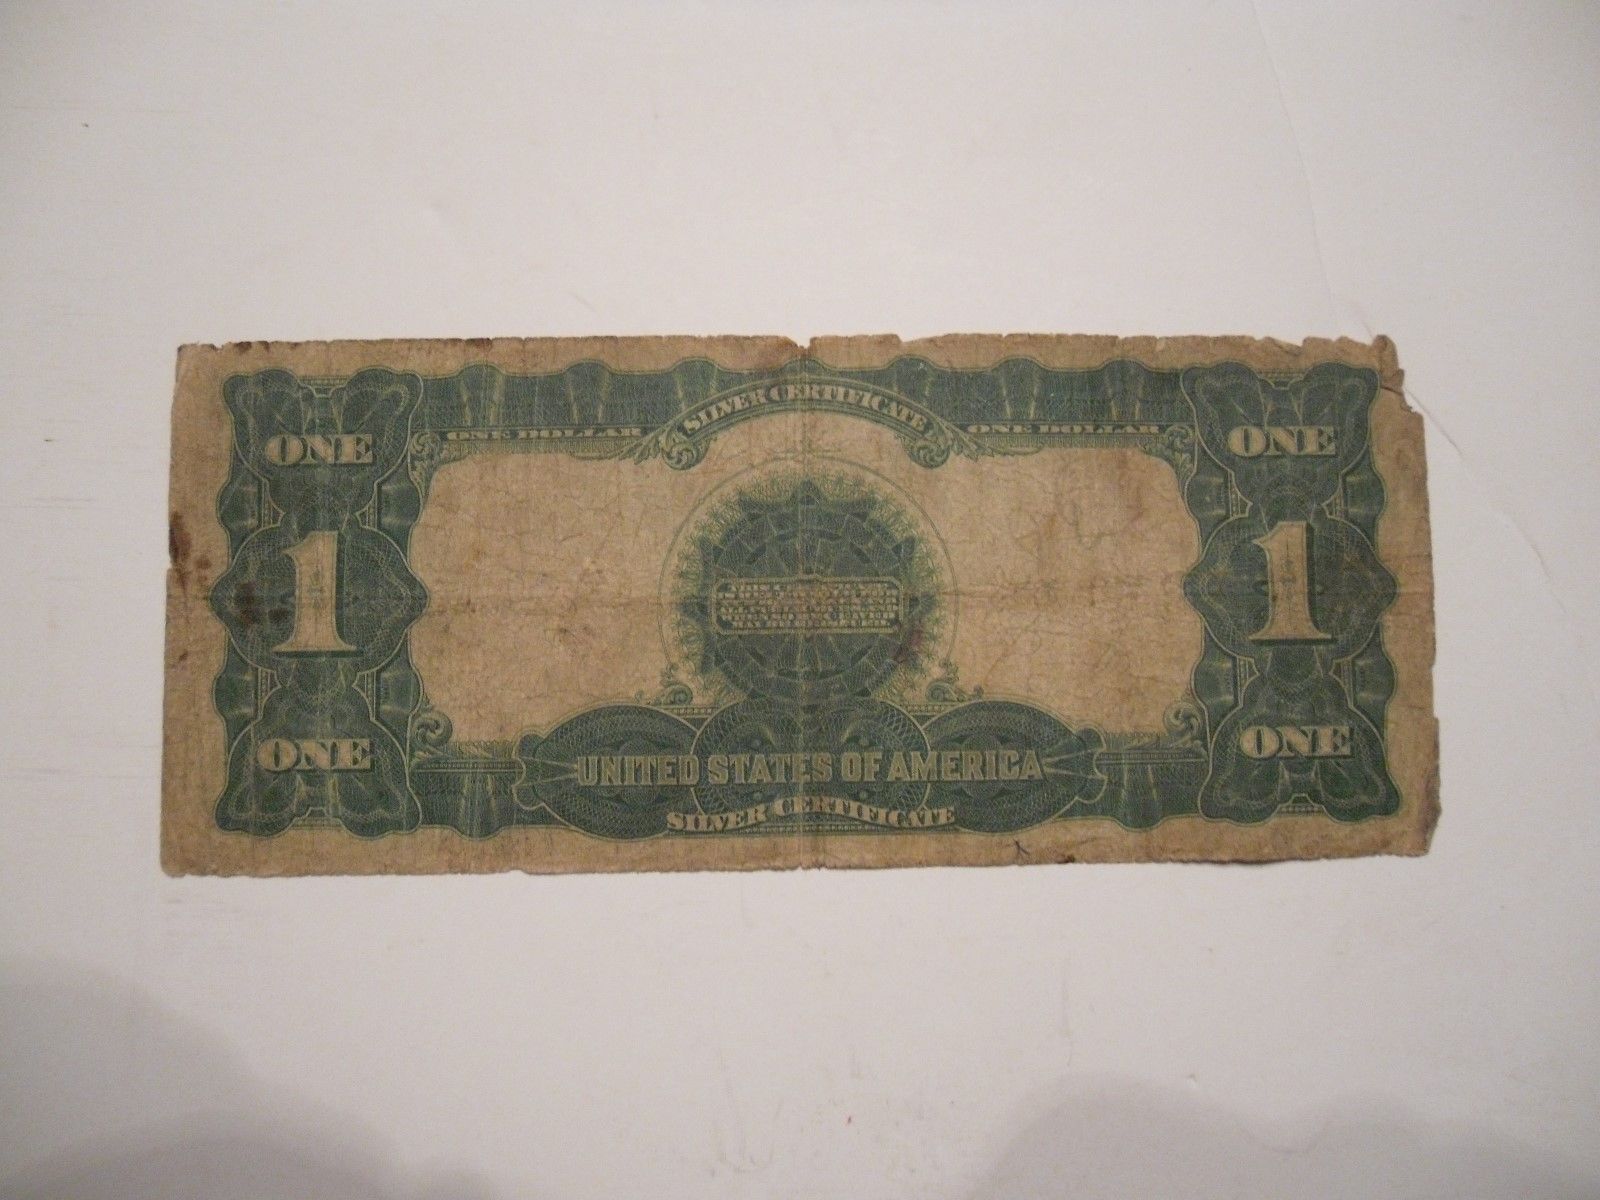 SILVER CERTIFICATE
ONE DOLLAR ONE DOLLAR
ONE ONE
1 1
ONE ONE
UNITED STATES OF AMERICA
SILVER CERTIFICATE